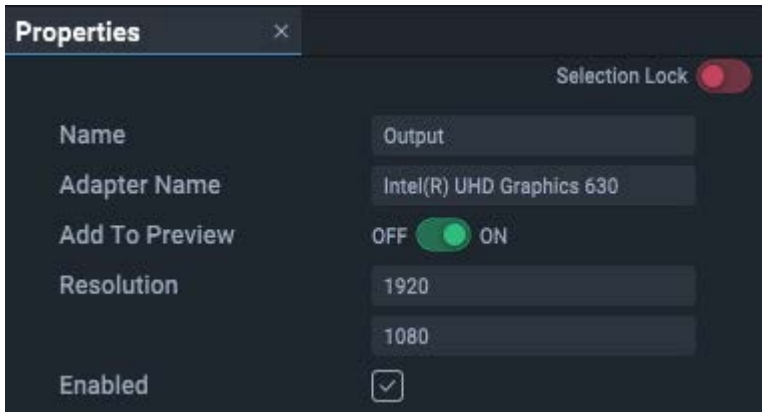 Properties ×
Selection Lock
Name Output
Adapter Name Intel(R) UHD Graphics 630
Add To Preview OFF ON
Resolution 1920
1080
Enabled